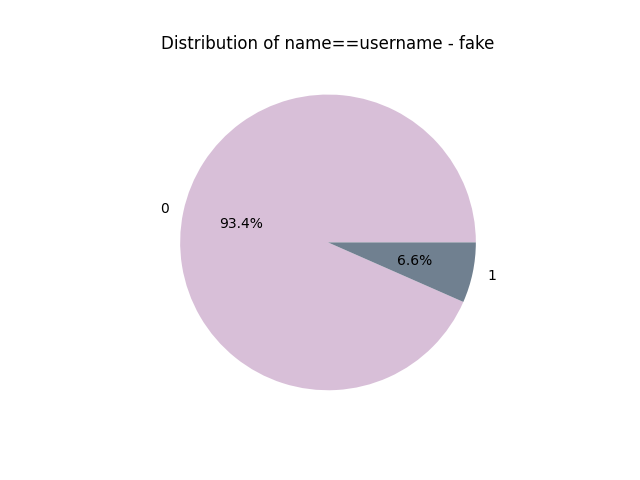 Distribution of name==username - fake
0
93.4%
6.6%
1